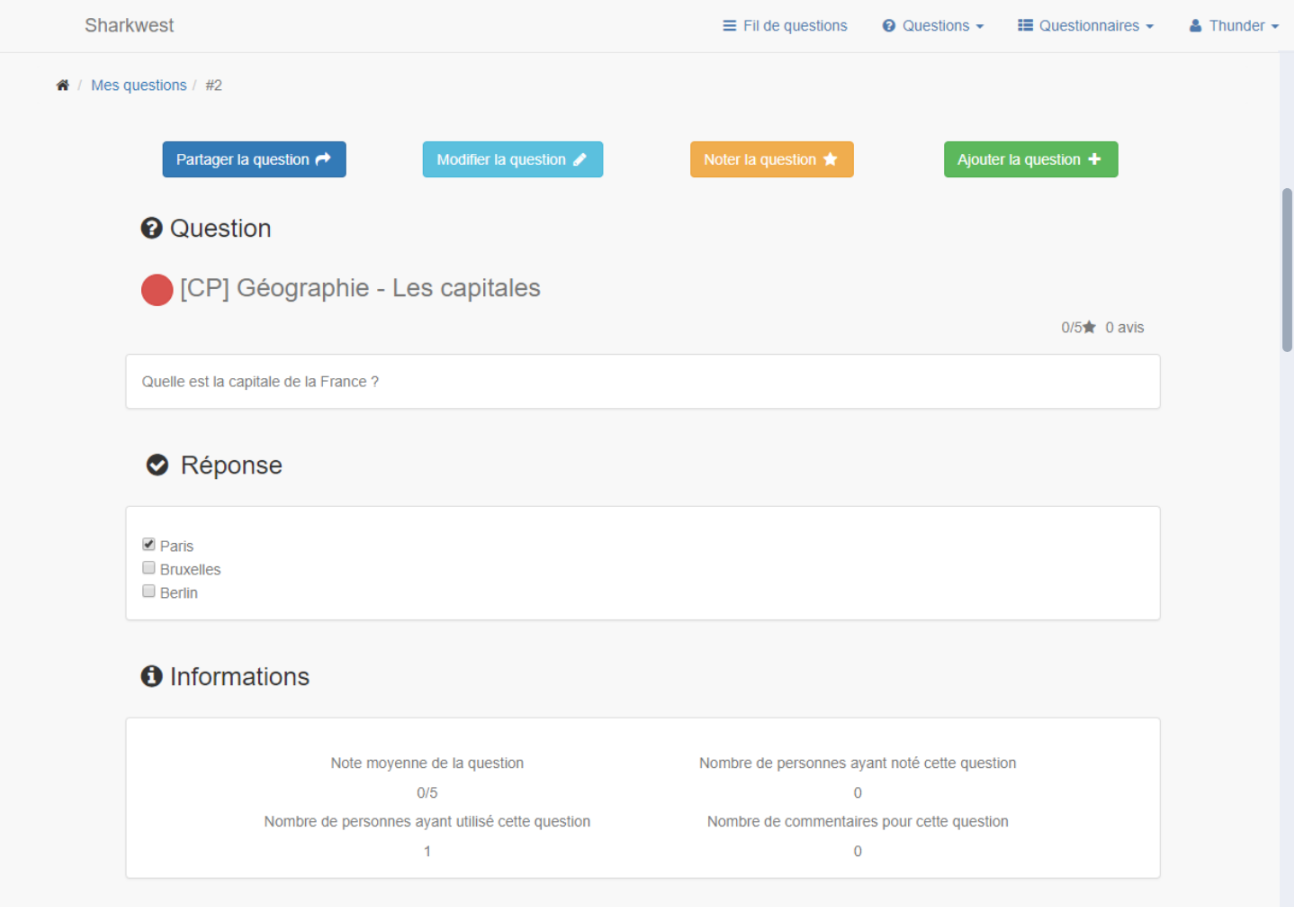 Sharkwest Fil de questions Questions Questionnaires Thunder
/ Mes questions / #2
Partager la question Modifier la question Noter la question Ajouter la question
Question
[CP] Géographie - Les capitales
0/5 0 avis
Quelle est la capitale de la France ?
Réponse
Paris
Bruxelles
Berlin
Informations
Note moyenne de la question Nombre de personnes ayant noté cette question
0/5 0
Nombre de personnes ayant utilisé cette question Nombre de commentaires pour cette question
1 0